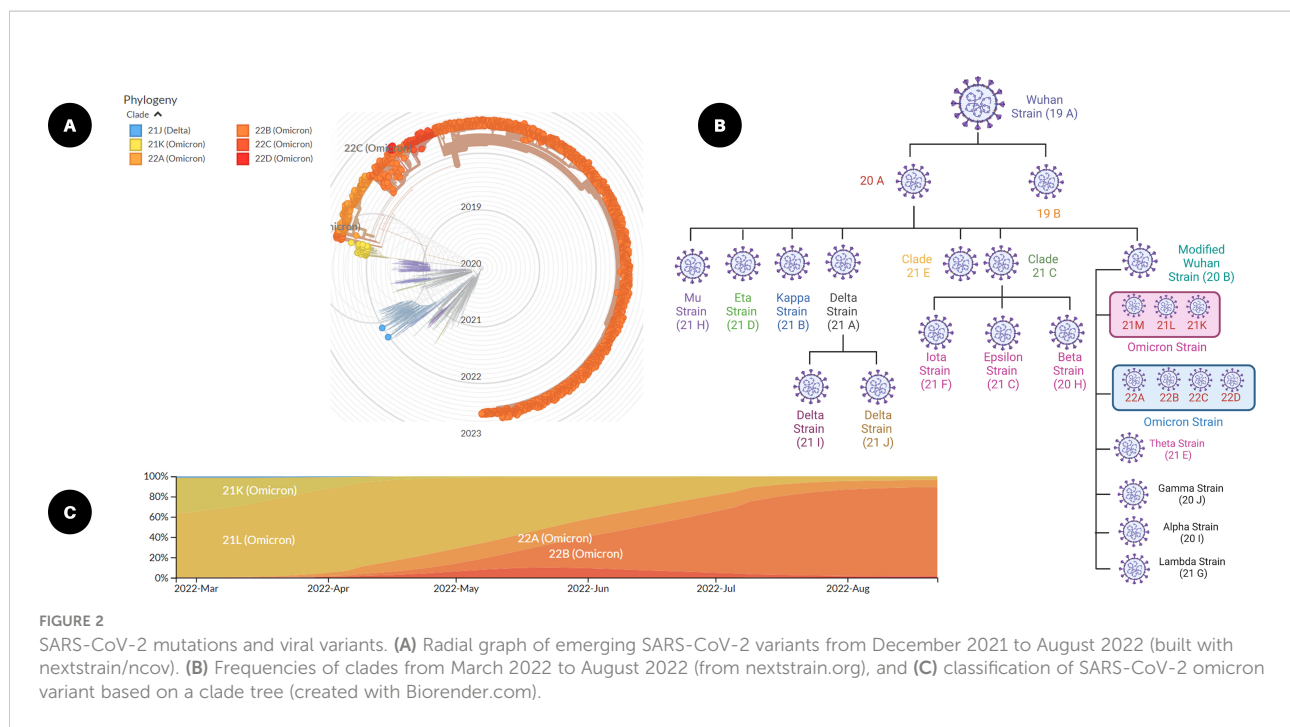 A
Phylogeny
Clade
21J (Delta)
21K (Omicron)
22A (Omicron)
22B (Omicron)
22C (Omicron)
22D (Omicron)
22C (Omicron)
micron)
2019
2020
2021
2022
2023
B
Wuhan
Strain (19 A)
20 A
19 B
Mu
Strain
(21 H)
Eta
Strain
(21 D)
Kappa
Strain
(21 B)
Delta
Strain
(21 A)
Clade
21 E
Clade
21 C
Modified
Wuhan
Strain (20 B)
Delta
Strain
(21 I)
Delta
Strain
(21 J)
Iota
Strain
(21 F)
Epsilon
Strain
(21 C)
Beta
Strain
(20 H)
21M 21L 21K
Omicron Strain
22A 22B 22C 22D
Omicron Strain
Theta Strain
(21 E)
Gamma Strain
(20 J)
Alpha Strain
(20 I)
Lambda Strain
(21 G)
C
100%
80%
60%
40%
20%
0%
21K (Omicron)
21L (Omicron)
22A (Omicron)
22B (Omicron)
2022-Mar 2022-Apr 2022-May 2022-Jun 2022-Jul 2022-Aug
FIGURE 2
SARS-CoV-2 mutations and viral variants. (A) Radial graph of emerging SARS-CoV-2 variants from December 2021 to August 2022 (built with
nextstrain/ncov). (B) Frequencies of clades from March 2022 to August 2022 (from nextstrain.org), and (C) classification of SARS-CoV-2 omicron
variant based on a clade tree (created with Biorender.com).